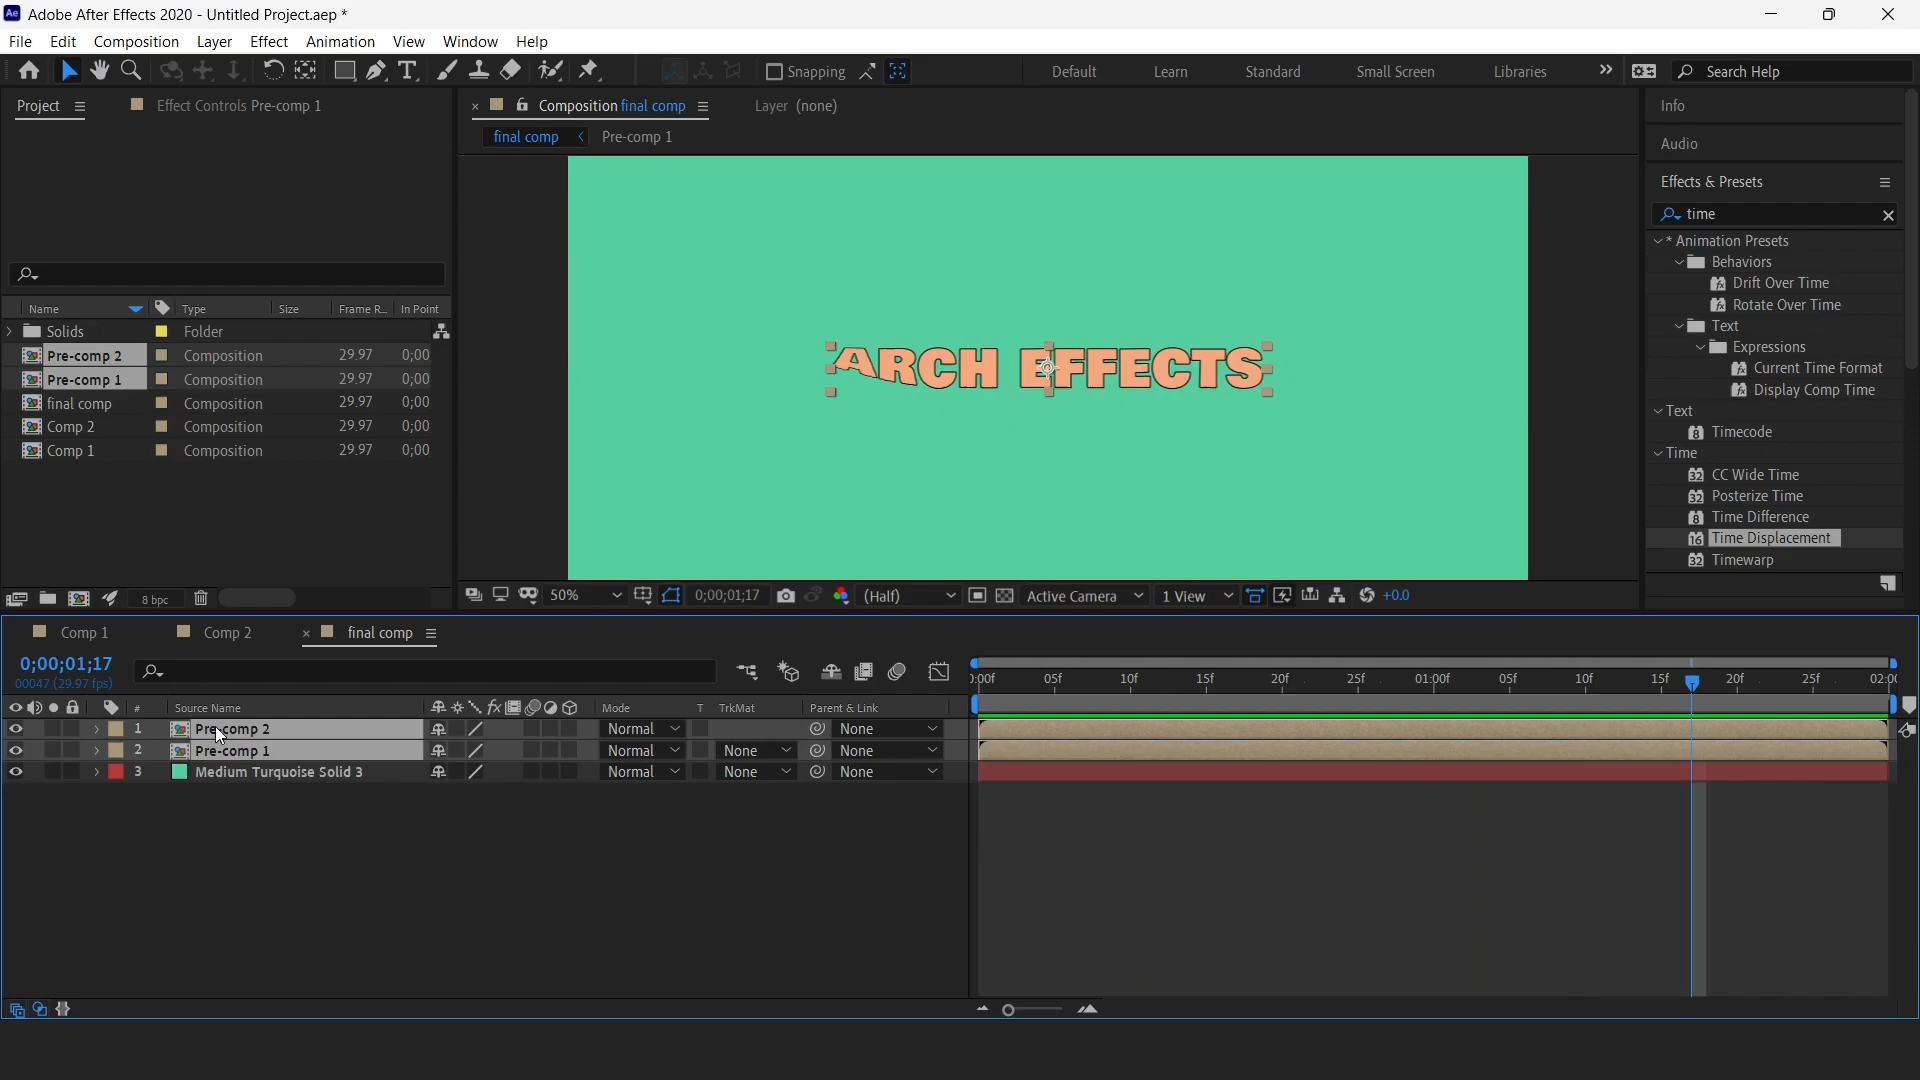 Adobe After Effects 2020 - Untitled Project.aep *
File Edit Composition Layer Effect Animation View Window Help
Snapping Default Learn Standard Small Screen Libraries Search Help
Project Effect Controls Pre-comp 1 Composition final comp Layer (none) Info
final comp Pre-comp 1
Audio
Effects & Presets
time
* Animation Presets
Behaviors
Drift Over Time
Rotate Over Time
Text
Expressions
Current Time Format
Display Comp Time
Text
Timecode
Time
CC Wide Time
Posterize Time
Time Difference
Time Displacement
Timewarp
Name Type Size Frame R... In Point
Solids Folder
Pre-comp 2 Composition 29.97 0;00
Pre-comp 1 Composition 29.97 0;00
final comp Composition 29.97 0;00
Comp 2 Composition 29.97 0;00
Comp 1 Composition 29.97 0;00
ARCH EFFECTS
8 bpc 50% 0;00;01;17 (Half) Active Camera 1 View +0.0
Comp 1 Comp 2 final comp
0;00;01;17
00047 (29.97 fps)
:00f 05f 10f 15f 20f 25f 01:00f 05f 10f 15f 20f 25f 02:0
# Source Name Mode T TrkMat Parent & Link
1 Pre-comp 2 Normal None
2 Pre-comp 1 Normal None None
3 Medium Turquoise Solid 3 Normal None None